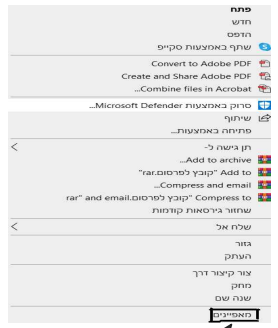 פתח
חדש
הדפס
שתף באמצעות סקייפ
Convert to Adobe PDF
Create and Share Adobe PDF
Combine files in Acrobat...
סרוק באמצעות Microsoft Defender...
שיתוף
פתיחה באמצעות...
תן גישה ל-
Add to archive...
Add to "קובץ לפרסום.rar"
Compress and email...
Compress to "קובץ לפרסום.rar" and email
שחזור גירסאות קודמות
שלח אל
גזור
העתק
צור קיצור דרך
מחק
שנה שם
מאפיינים